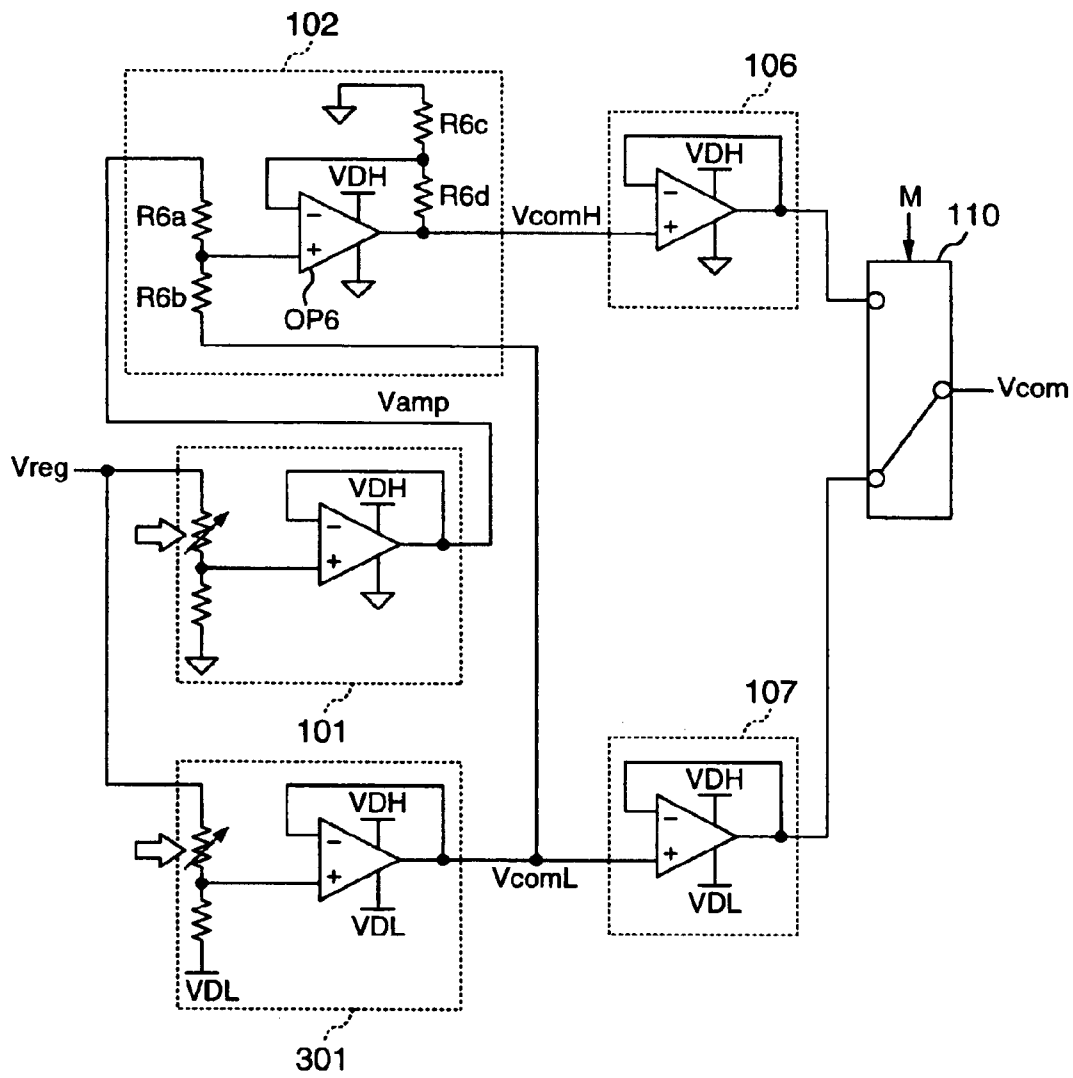 102
106
R6c
VDH
VDH
R6d
R6a
VcomH
M
110
R6b
OP6
Vcom
Vamp
Vreg
VDH
101
107
VDH
VDH
VcomL
VDL
VDL
VDL
301